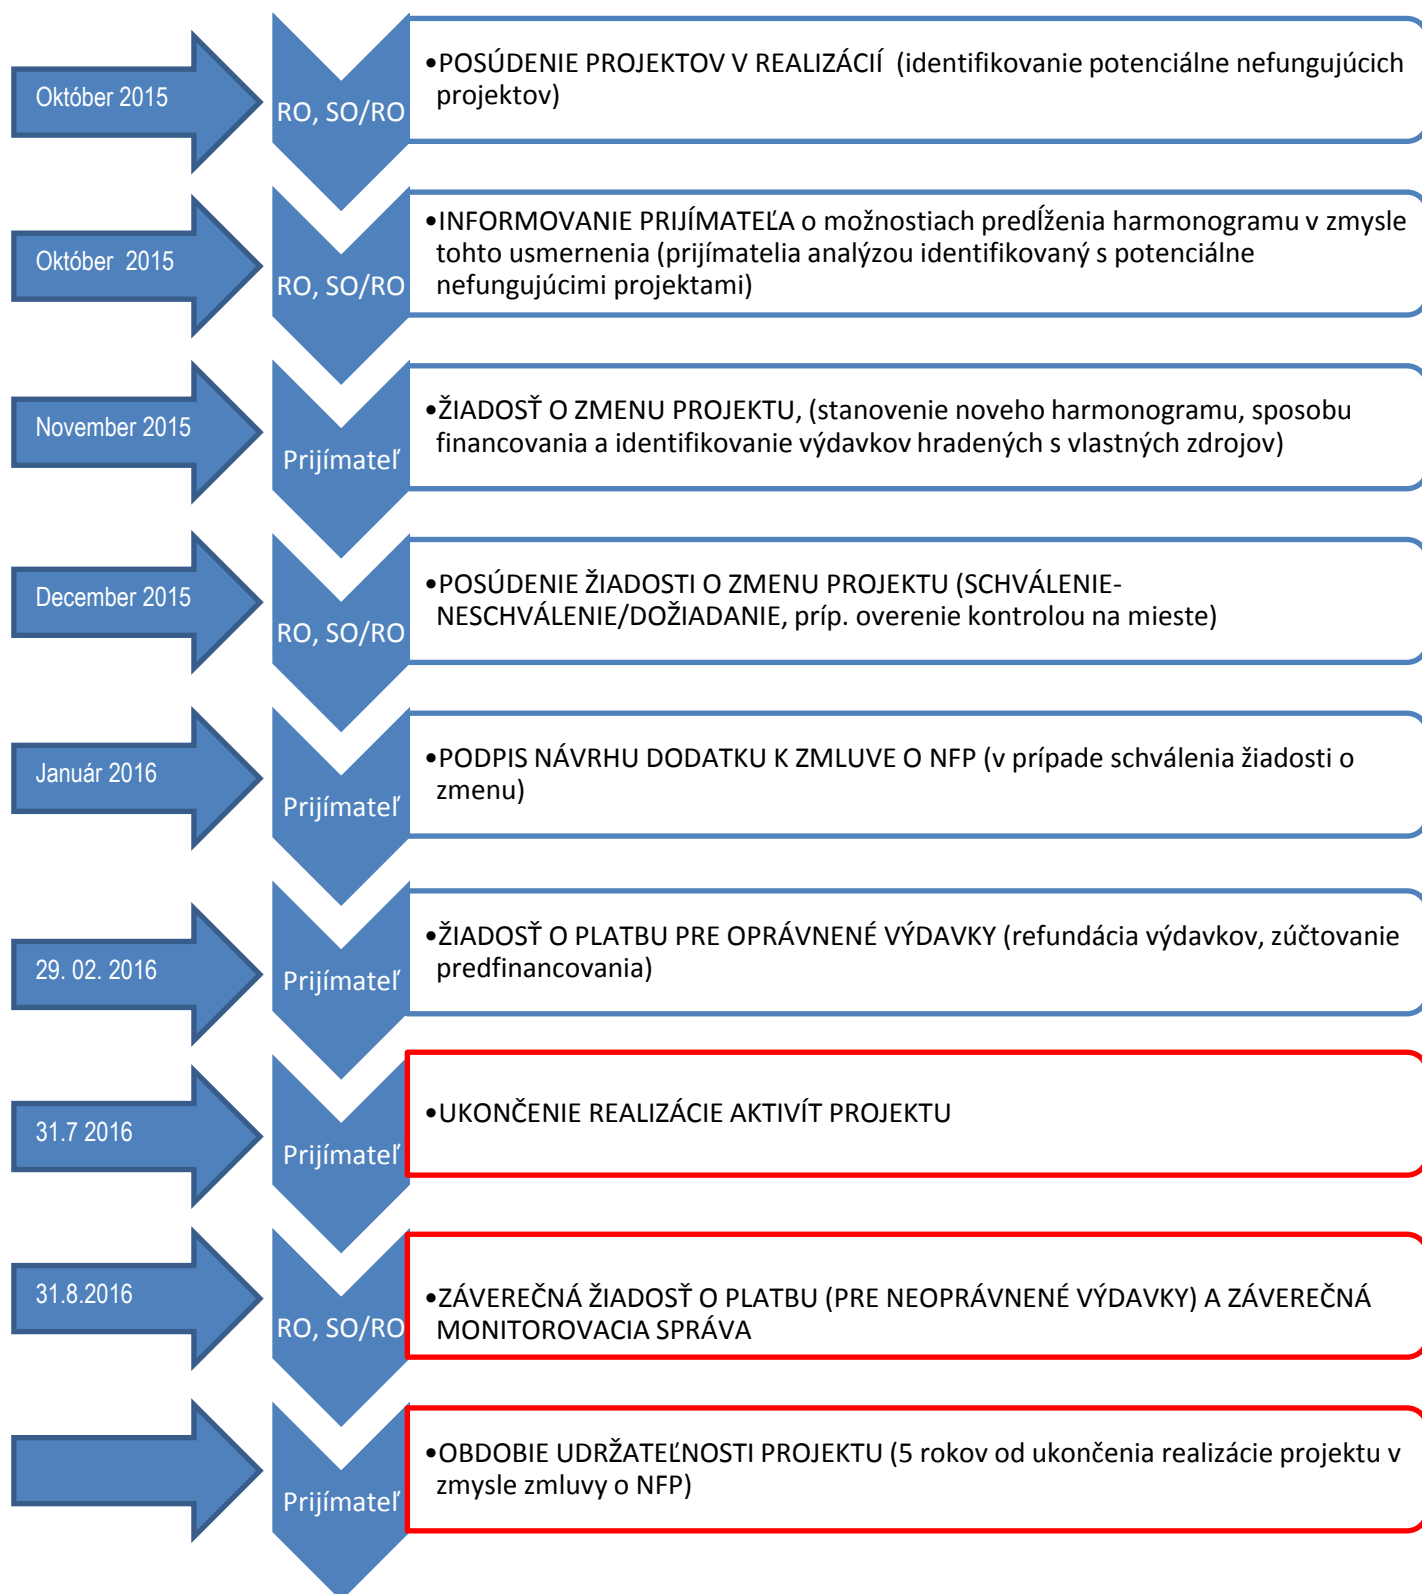 Október 2015
RO, SO/RO
•POSÚDENIE PROJEKTOV V REALIZÁCIÍ (identifikovanie potenciálne nefungujúcich
projektov)
Október 2015
RO, SO/RO
•INFORMOVANIE PRIJÍMATEĽA o možnostiach predĺženia harmonogramu v zmysle
tohto usmernenia (prijímatelia analýzou identifikovaný s potenciálne
nefungujúcimi projektami)
November 2015
Prijímateľ
•ŽIADOSŤ O ZMENU PROJEKTU, (stanovenie noveho harmonogramu, sposobu
financovania a identifikovanie výdavkov hradených s vlastných zdrojov)
December 2015
RO, SO/RO
•POSÚDENIE ŽIADOSTI O ZMENU PROJEKTU (SCHVÁLENIE-
NESCHVÁLENIE/DOŽIADANIE, príp. overenie kontrolou na mieste)
Január 2016
Prijímateľ
•PODPIS NÁVRHU DODATKU K ZMLUVE O NFP (v prípade schválenia žiadosti o
zmenu)
29. 02. 2016
Prijímateľ
•ŽIADOSŤ O PLATBU PRE OPRÁVNENÉ VÝDAVKY (refundácia výdavkov, zúčtovanie
predfinancovania)
31.7 2016
Prijímateľ
•UKONČENIE REALIZÁCIE AKTIVÍT PROJEKTU
31.8.2016
RO, SO/RO
•ZÁVEREČNÁ ŽIADOSŤ O PLATBU (PRE NEOPRÁVNENÉ VÝDAVKY) A ZÁVEREČNÁ
MONITOROVACIA SPRÁVA
Prijímateľ
•OBDOBIE UDRŽATEĽNOSTI PROJEKTU (5 rokov od ukončenia realizácie projektu v
zmysle zmluvy o NFP)